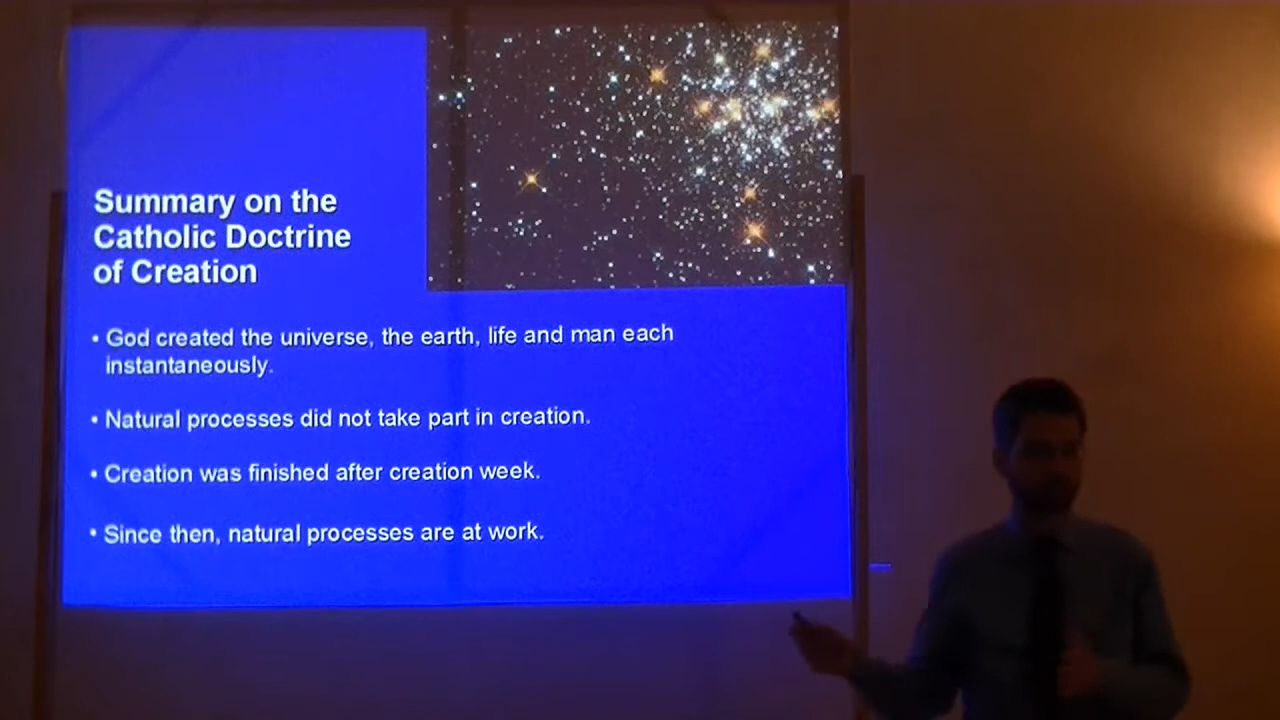 Summary on the
Catholic Doctrine
of Creation
• God created the universe, the earth, life and man each
instantaneously.
• Natural processes did not take part in creation.
• Creation was finished after creation week.
• Since then, natural processes are at work.